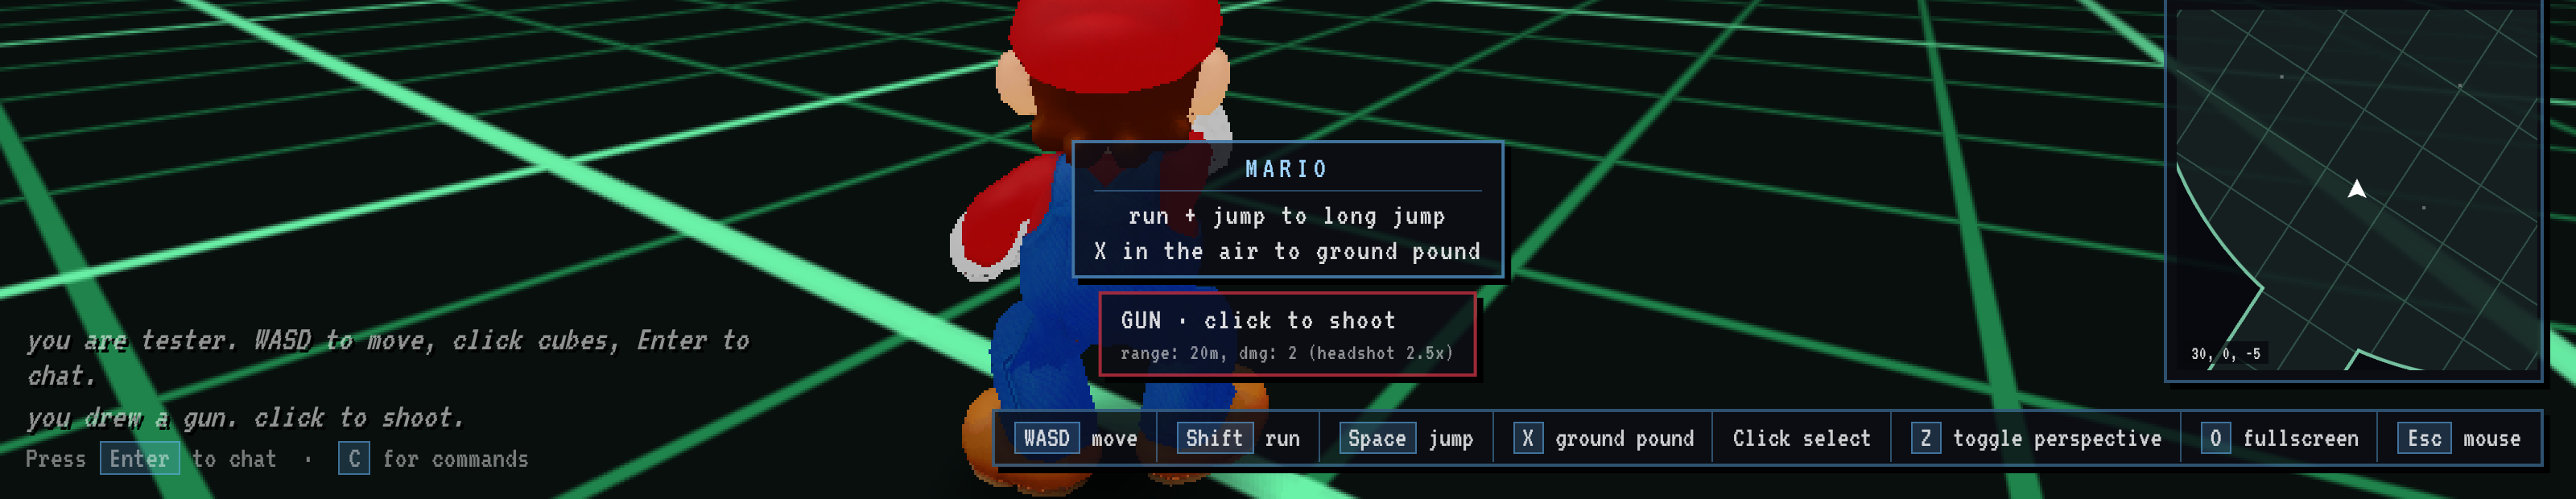 MARIO
run + jump to long jump
X in the air to ground pound
GUN · click to shoot
range: 20m, dmg: 2 (headshot 2.5x)
you are tester. WASD to move, click cubes, Enter to
chat.
you drew a gun. click to shoot.
Press Enter to chat · C for commands
WASD move Shift run Space jump X ground pound Click select Z toggle perspective O fullscreen Esc mouse
30, 0, -5